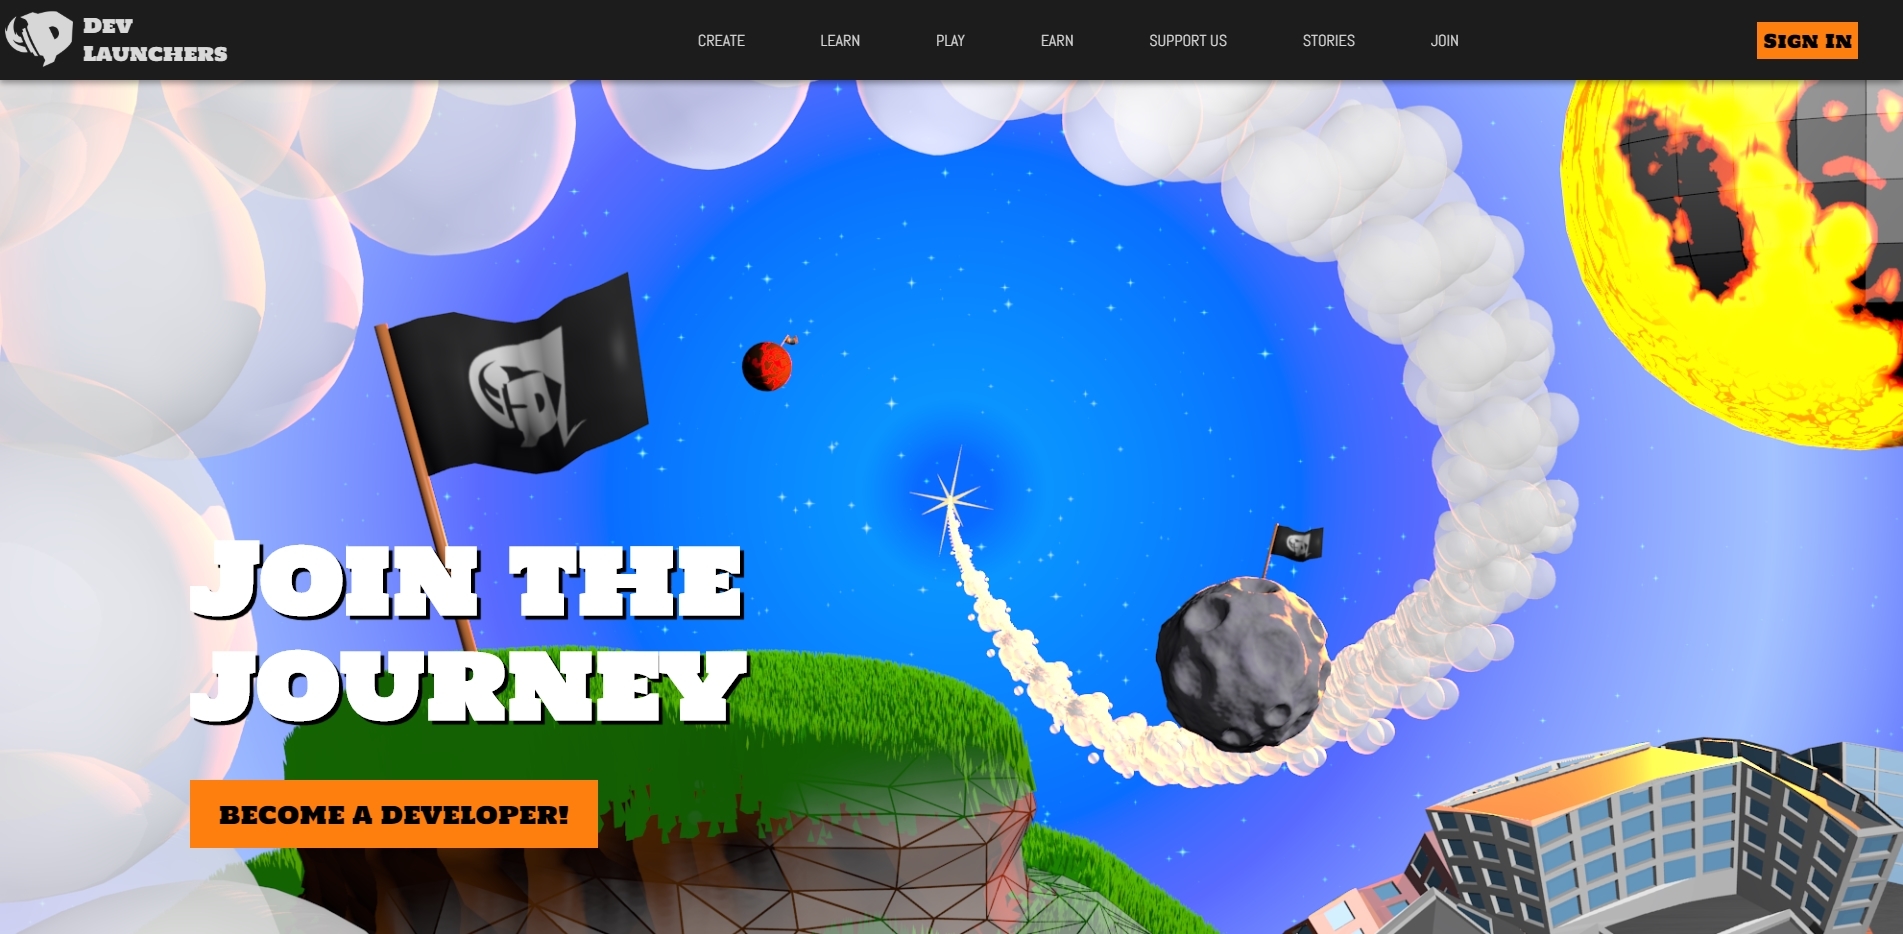 DEV
LAUNCHERS
CREATE
LEARN
PLAY
EARN
SUPPORT US
STORIES
JOIN
SIGN IN
JOIN THE
JOURNEY
BECOME A DEVELOPER!